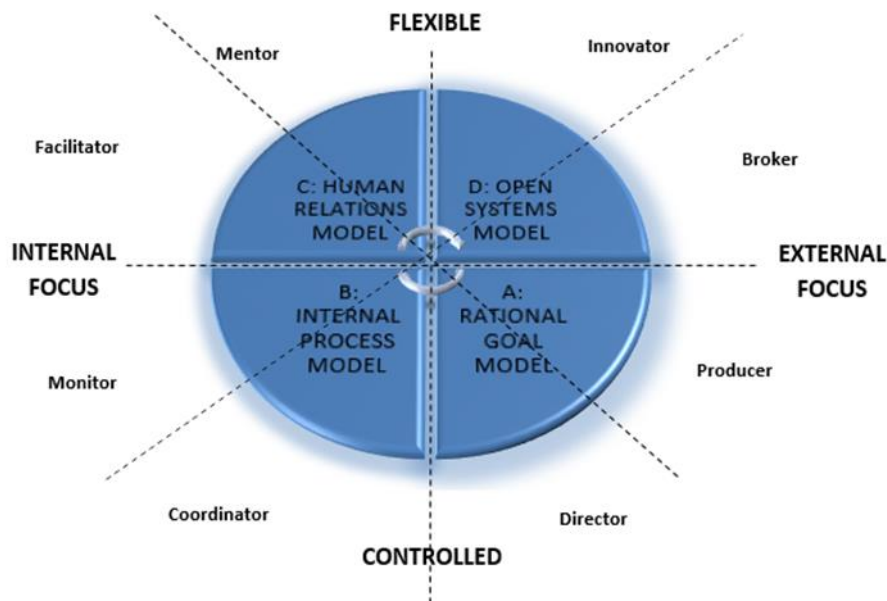 FLEXIBLE
Mentor
Innovator
Facilitator
Broker
C: HUMAN
RELATIONS
MODEL
D: OPEN
SYSTEMS
MODEL
INTERNAL
FOCUS
EXTERNAL
FOCUS
B:
INTERNAL
PROCESS
MODEL
A:
RATIONAL
GOAL
MODEL
Monitor
Producer
Coordinator
Director
CONTROLLED